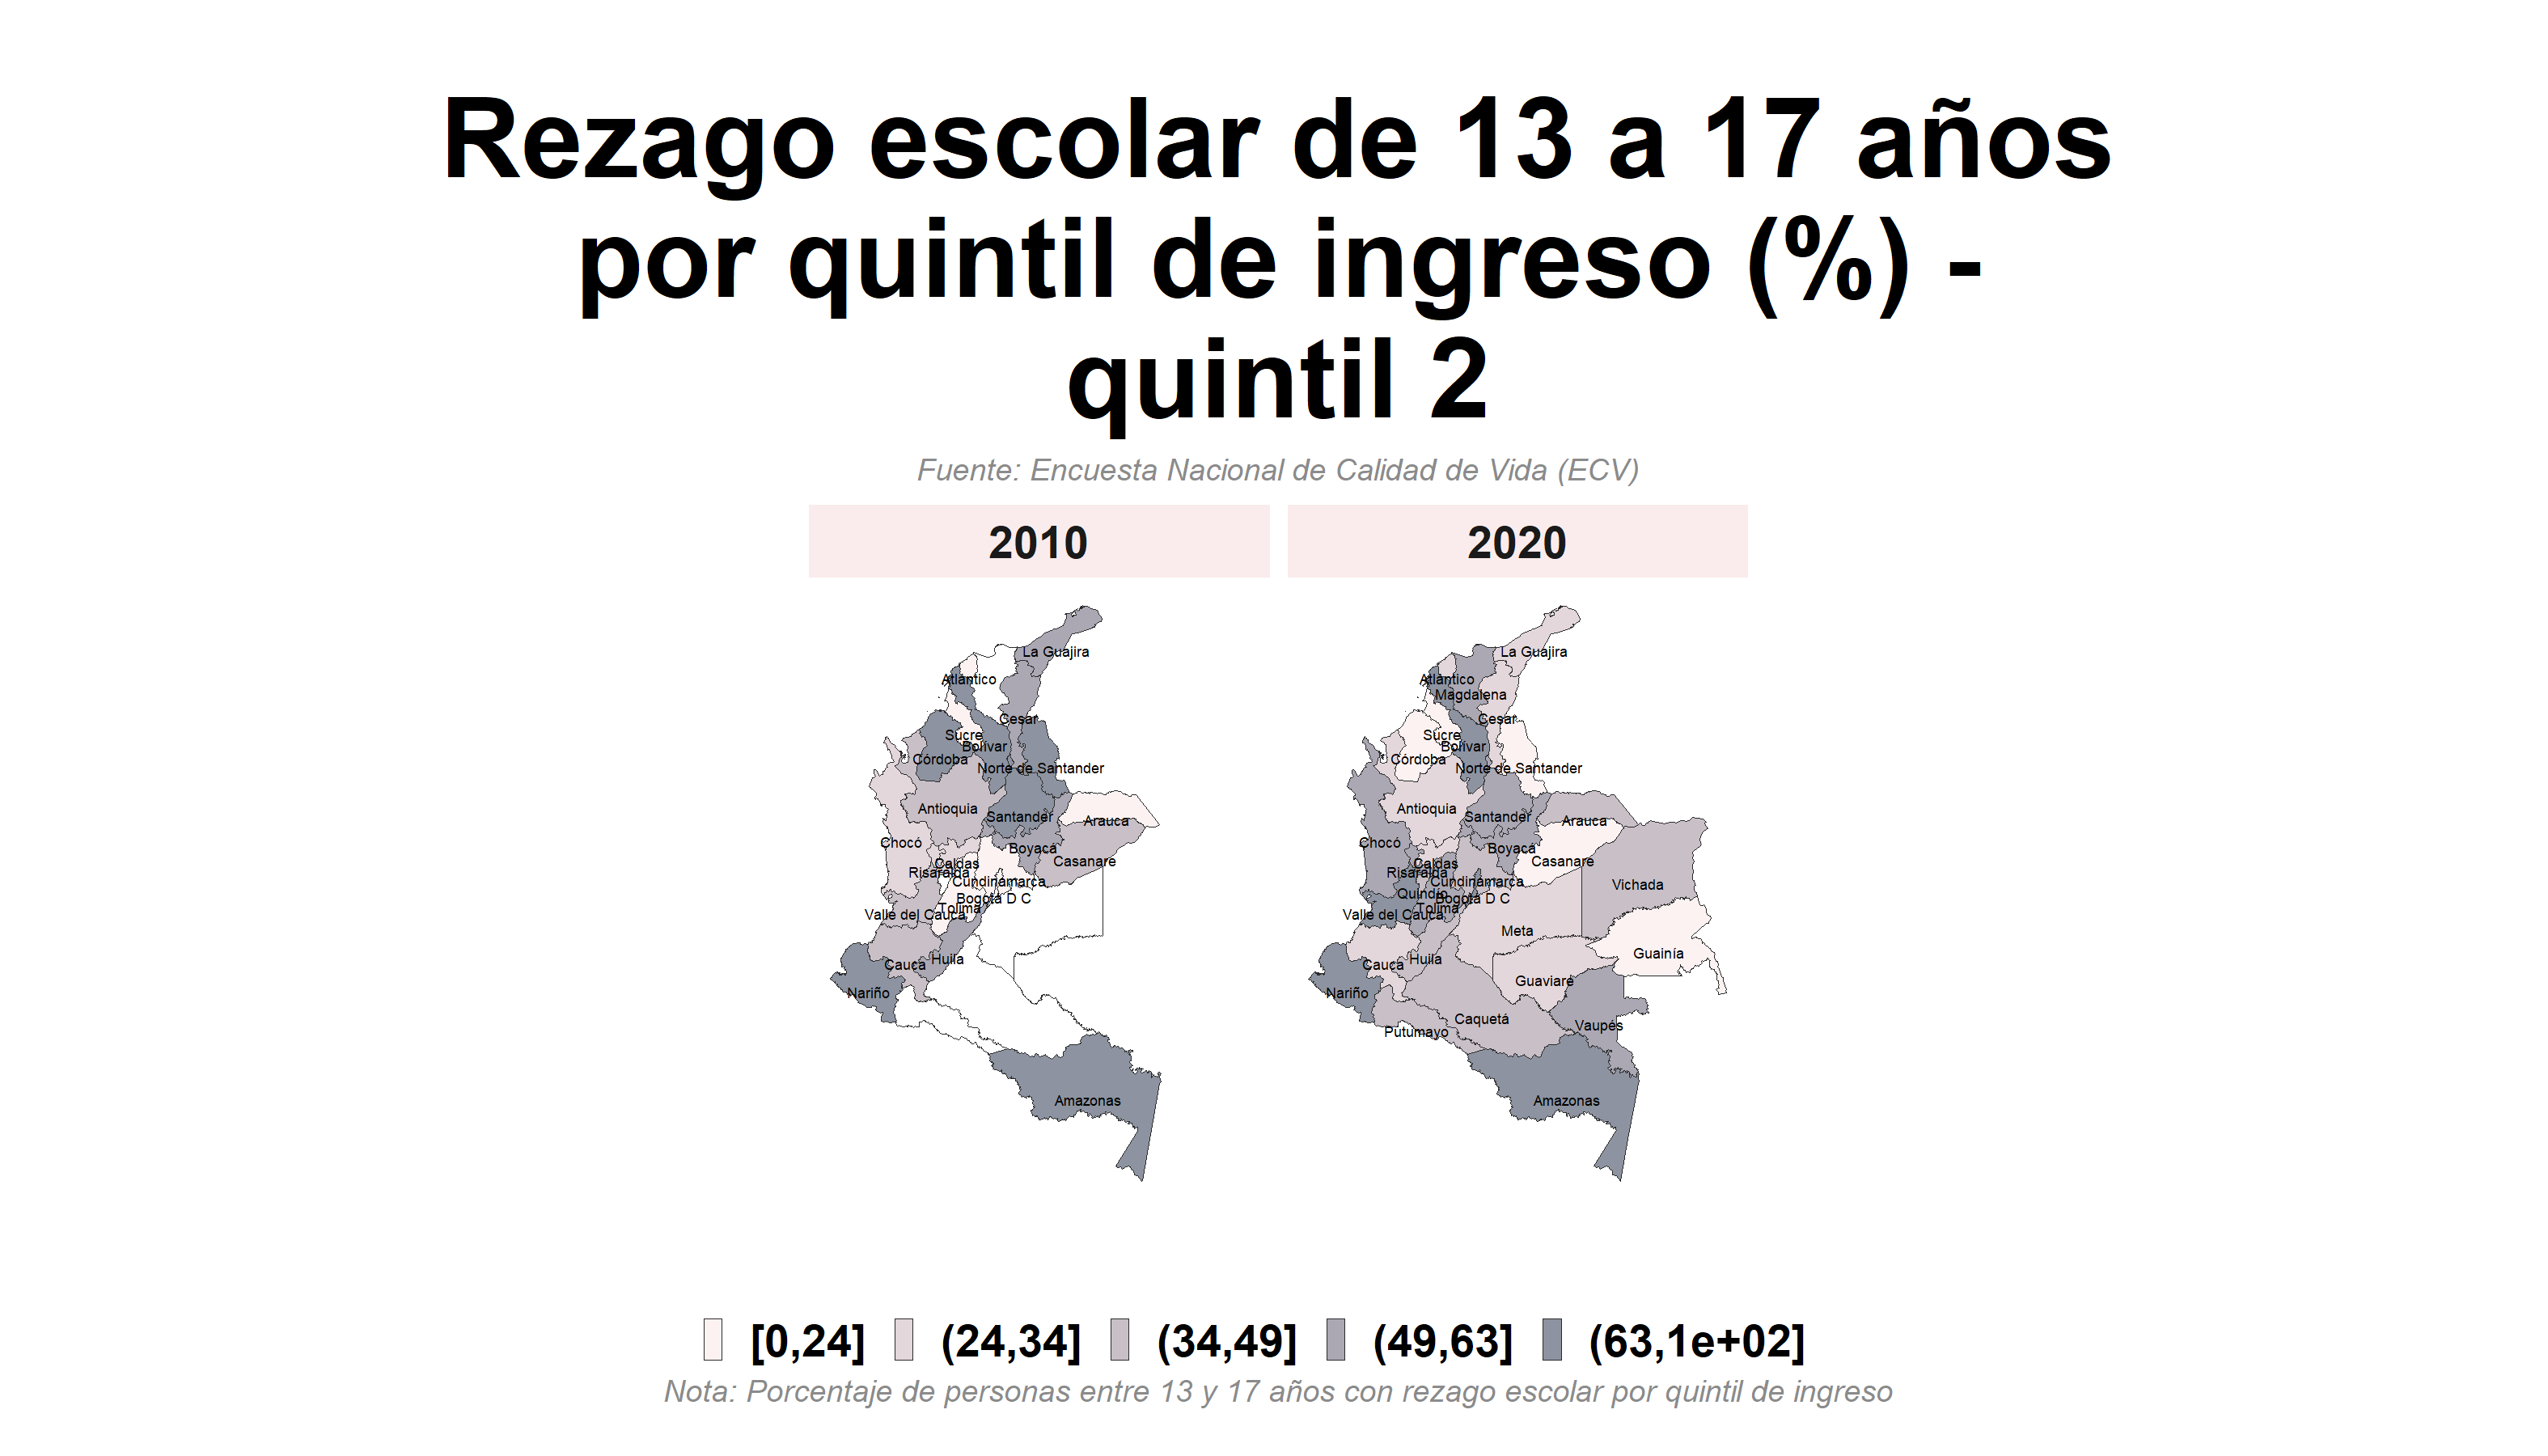 Rezago escolar de 13 a 17 años
por quintil de ingreso (%) -
quintil 2
Fuente: Encuesta Nacional de Calidad de Vida (ECV)
2010
2020
La Guajira
Atlántico
Cesar
Sucre
Bolívar
Córdoba
Norte de Santander
Antioquia
Santander
Arauca
Chocó
Boyacá
Caldas
Casanare
Risaralda
Cundinamarca
Bogotá D C
Tolima
Valle del Cauca
Huila
Cauca
Nariño
Amazonas
La Guajira
Atlántico
Magdalena
Cesar
Sucre
Bolívar
Córdoba
Norte de Santander
Antioquia
Santander
Arauca
Chocó
Boyacá
Caldas
Casanare
Risaralda
Cundinamarca
Vichada
Quindío
Bogotá D C
Tolima
Valle del Cauca
Meta
Guainía
Huila
Cauca
Guaviare
Nariño
Caquetá
Vaupés
Putumayo
Amazonas
[0,24] (24,34] (34,49] (49,63] (63,1e+02]
Nota: Porcentaje de personas entre 13 y 17 años con rezago escolar por quintil de ingreso